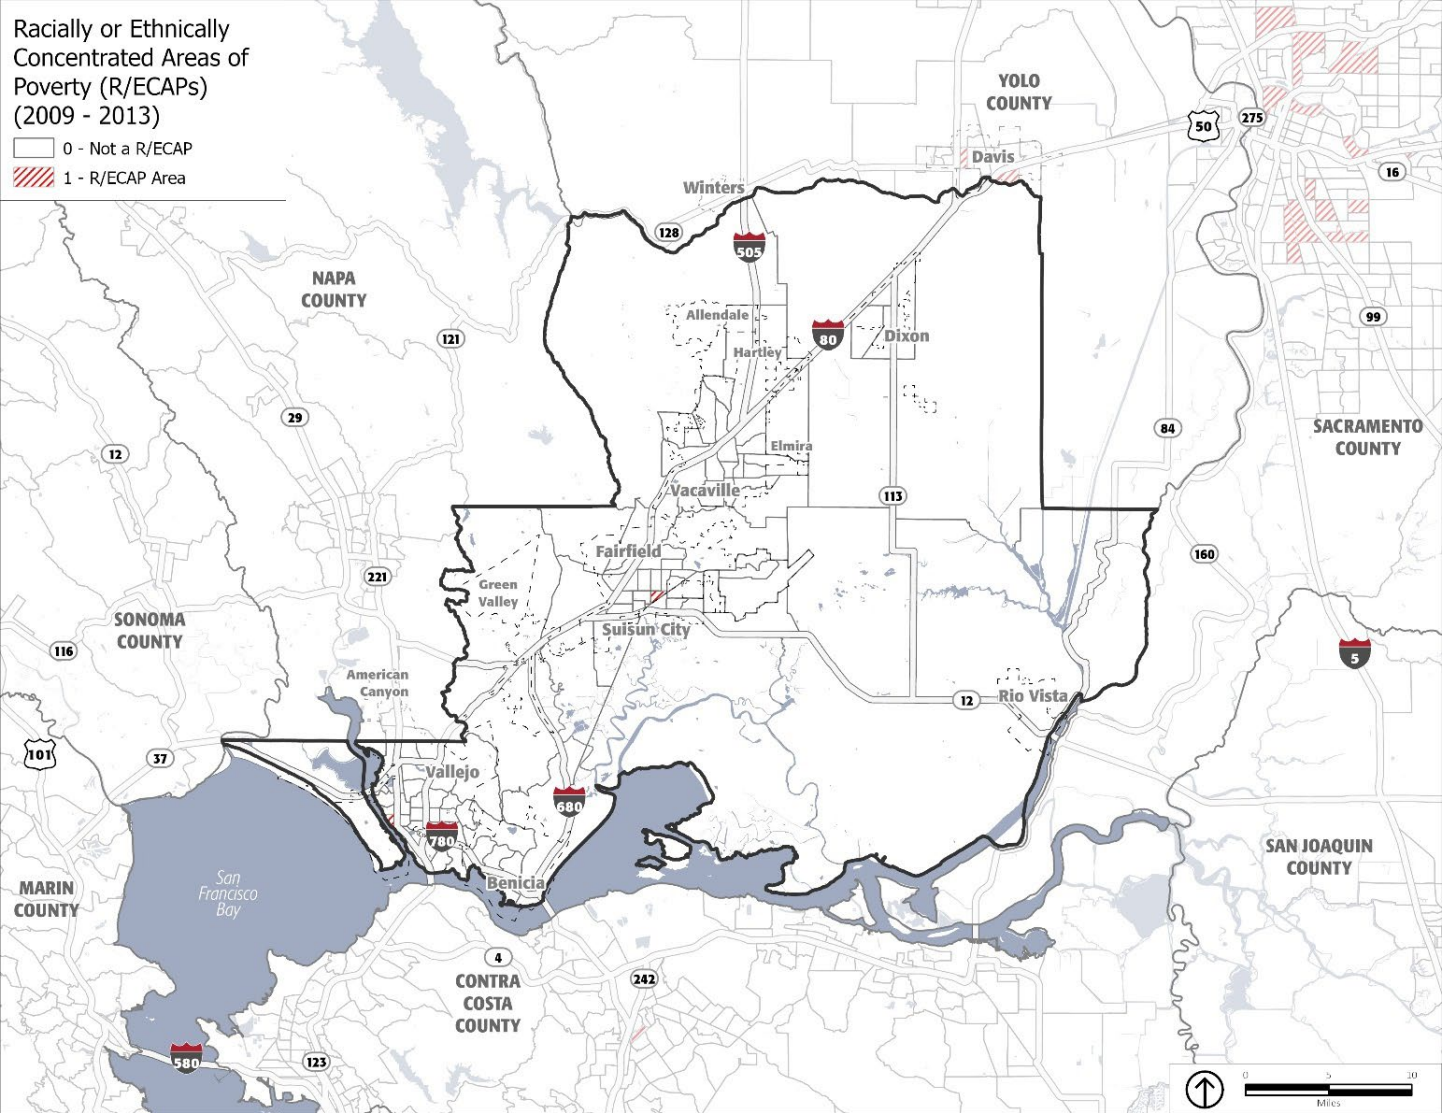 Racially or Ethnically
Concentrated Areas of
Poverty (R/ECAPs)
(2009 - 2013)
0 - Not a R/ECAP
1 - R/ECAP Area
YOLO
COUNTY
50
275
Davis
16
Winters
128
505
NAPA
COUNTY
Allendale
99
80
Dixon
121
Hartley
29
84
SACRAMENTO
COUNTY
12
Elmira
Vacaville
113
Fairfield
160
221
Green
Valley
SONOMA
COUNTY
Suisun City
116
5
American
Canyon
12
Rio Vista
101
37
Vallejo
680
780
SAN JOAQUIN
COUNTY
San
Francisco
Bay
MARIN
COUNTY
Benicia
4
CONTRA
COSTA
COUNTY
242
580
123
0
5
10
Miles